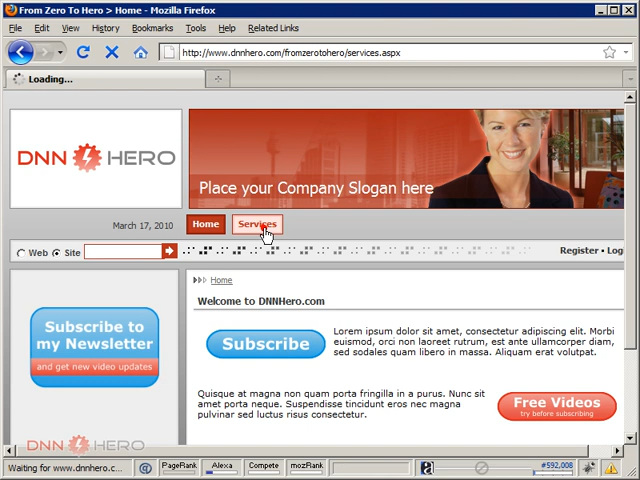 From Zero To Hero > Home - Mozilla Firefox
File Edit View History Bookmarks Tools Help Related Links
http://www.dnnhero.com/fromzerotohero/services.aspx
Loading...
DNN HERO
Place your Company Slogan here
March 17, 2010 Home Services
Web Site Register • Log
Home
Welcome to DNNHero.com
Subscribe to
my Newsletter
and get new video updates
Subscribe
Lorem ipsum dolor sit amet, consectetur adipiscing elit. Morbi
euismod, orci non laoreet rutrum, est ante ullamcorper diam,
sed sodales quam libero in massa. Aliquam erat volutpat.
Quisque at magna non quam porta fringilla in a purus. Nunc sit
amet porta neque. Suspendisse tincidunt eros nec magna
pulvinar sed luctus risus consectetur.
Free Videos
try before subscribing
DNN HERO
Waiting for www.dnnhero.c... @ PageRank Alexa Compete mozRank a #592,008